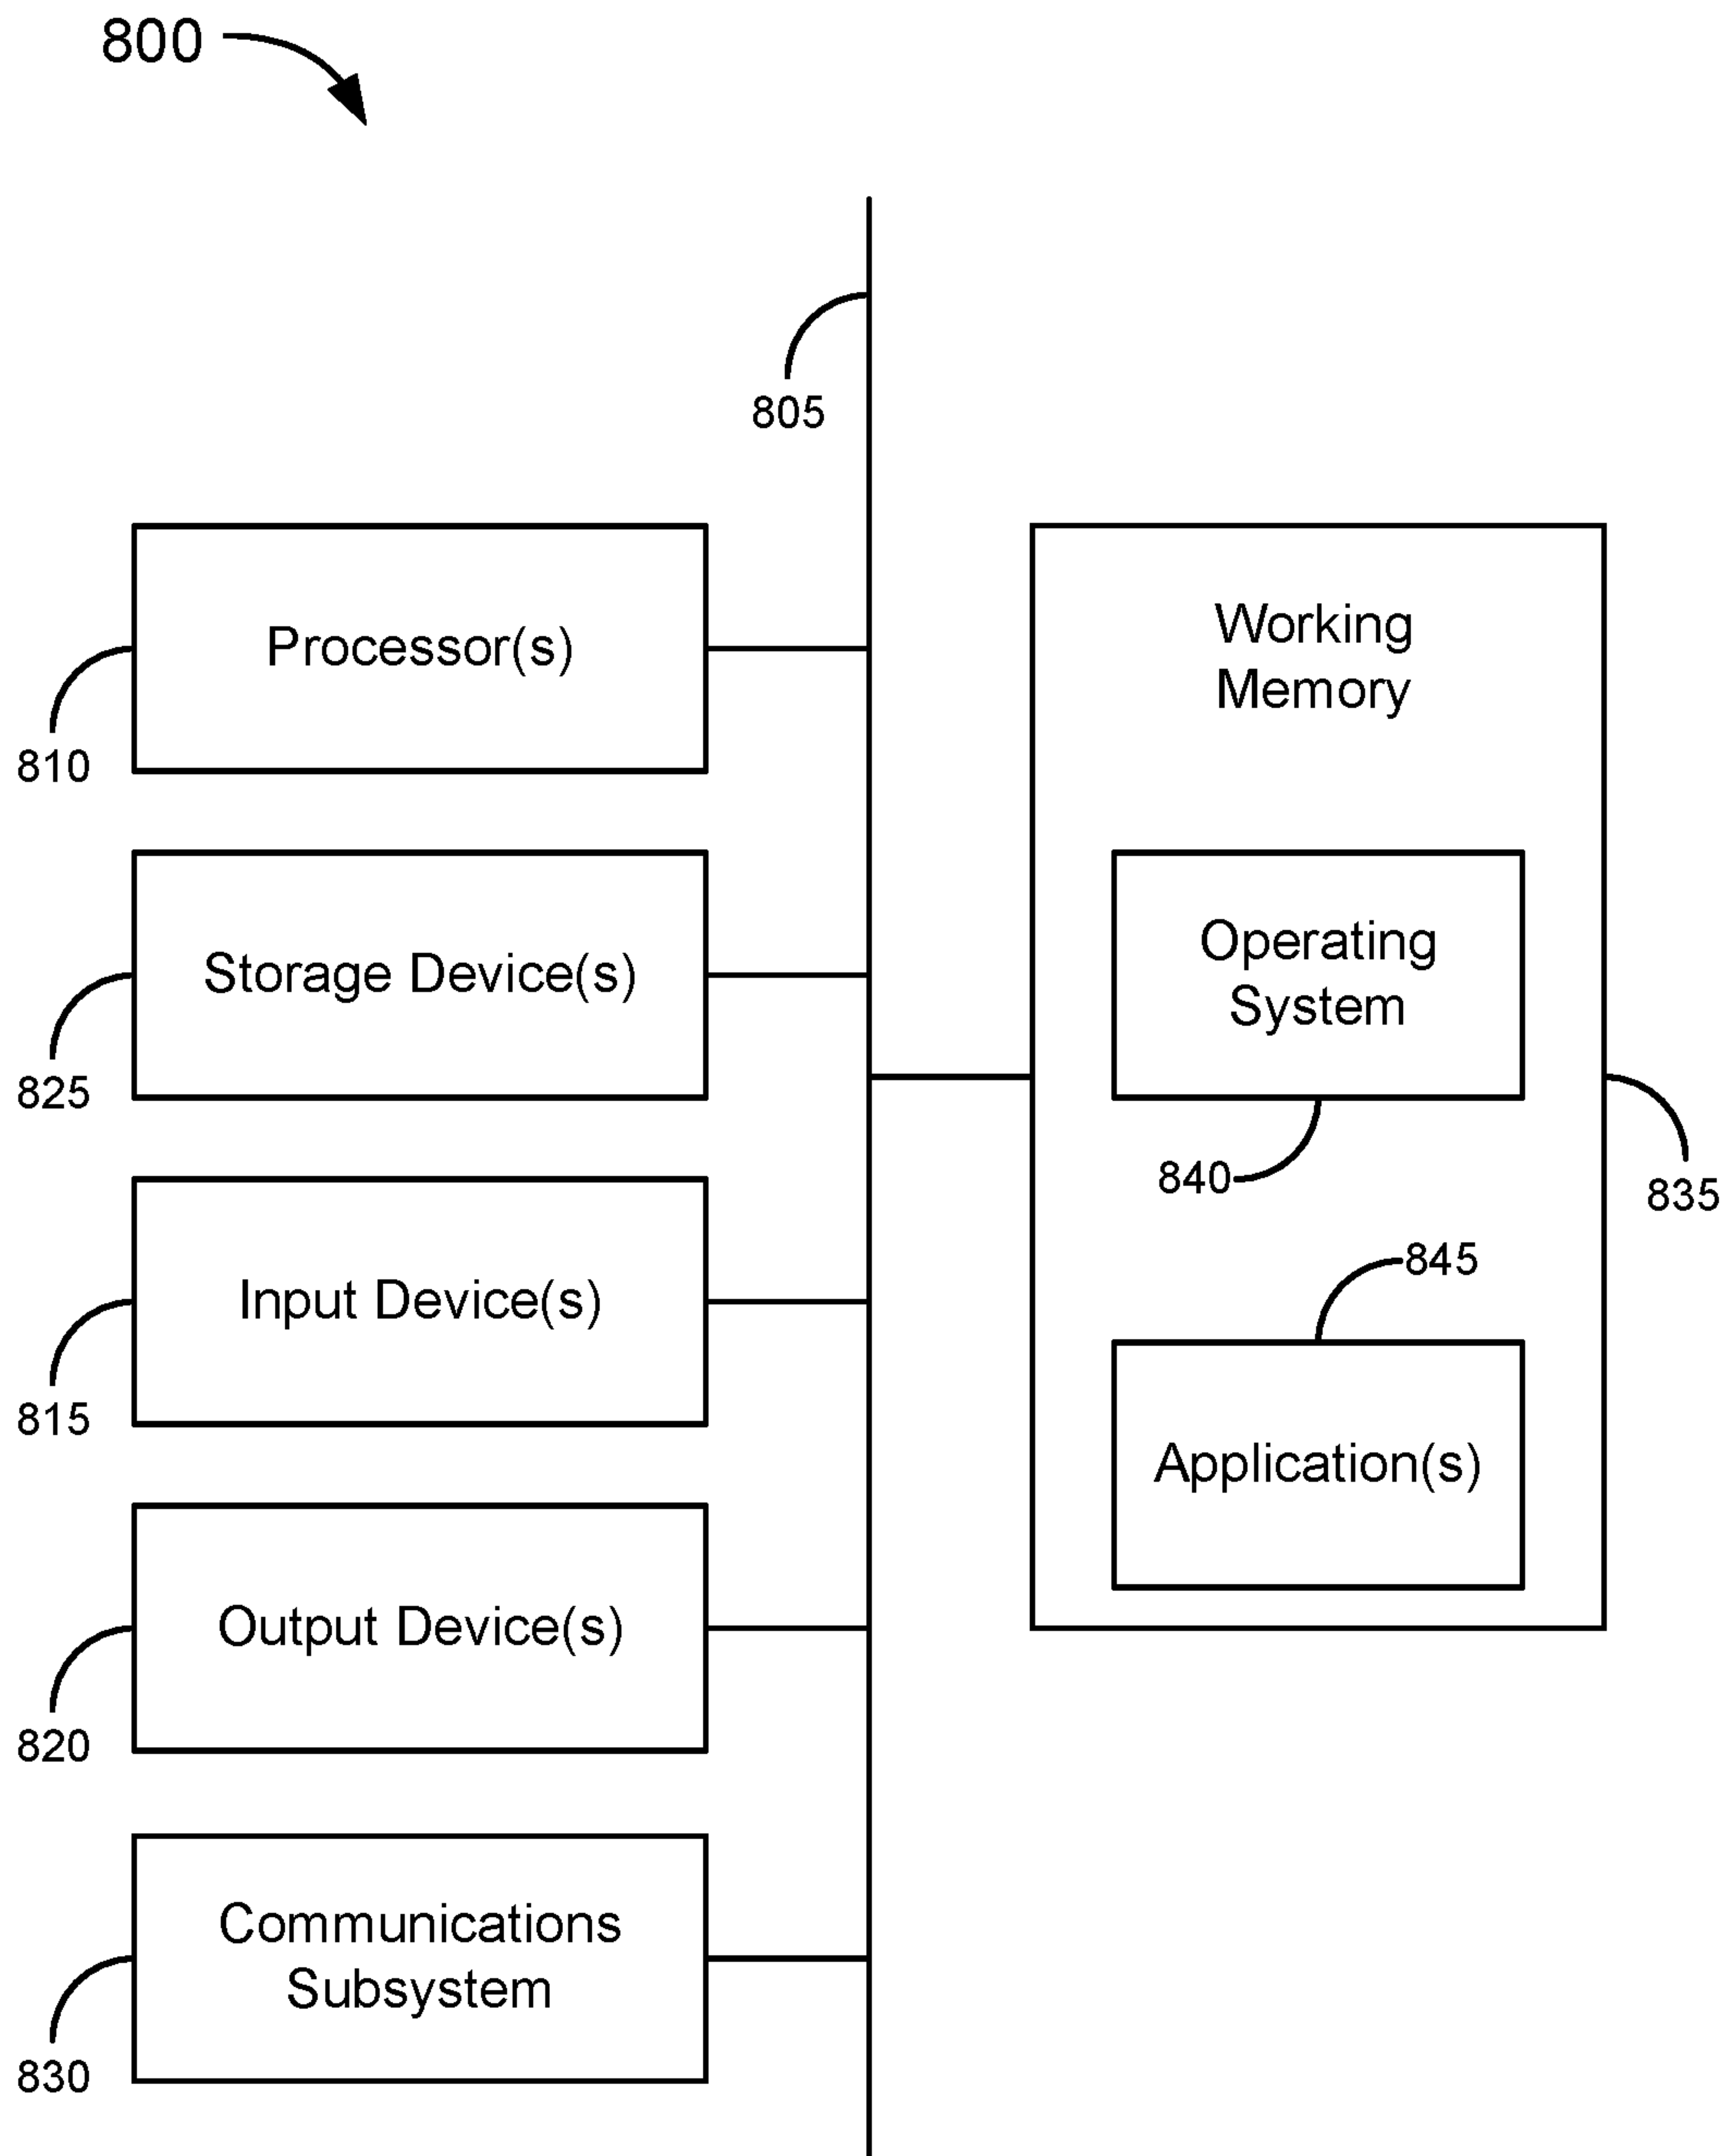 800
805
Processor(s)
810
Storage Device(s)
825
Input Device(s)
815
Output Device(s)
820
Communications
Subsystem
830
Working
Memory
Operating
System
840
835
845
Application(s)